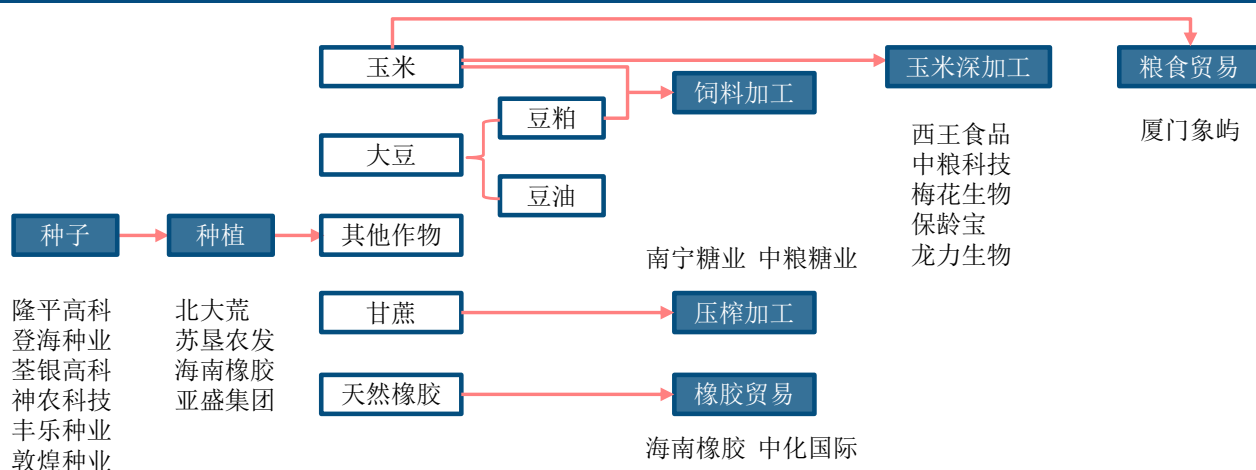 玉米
玉米深加工
粮食贸易
饲料加工
豆粕
大豆
豆油
西王食品
中粮科技
梅花生物
保龄宝
龙力生物
厦门象屿
种子
种植
其他作物
南宁糖业 中粮糖业
隆平高科
登海种业
荃银高科
神农科技
丰乐种业
敦煌种业
北大荒
苏垦农发
海南橡胶
亚盛集团
甘蔗
压榨加工
天然橡胶
橡胶贸易
海南橡胶 中化国际